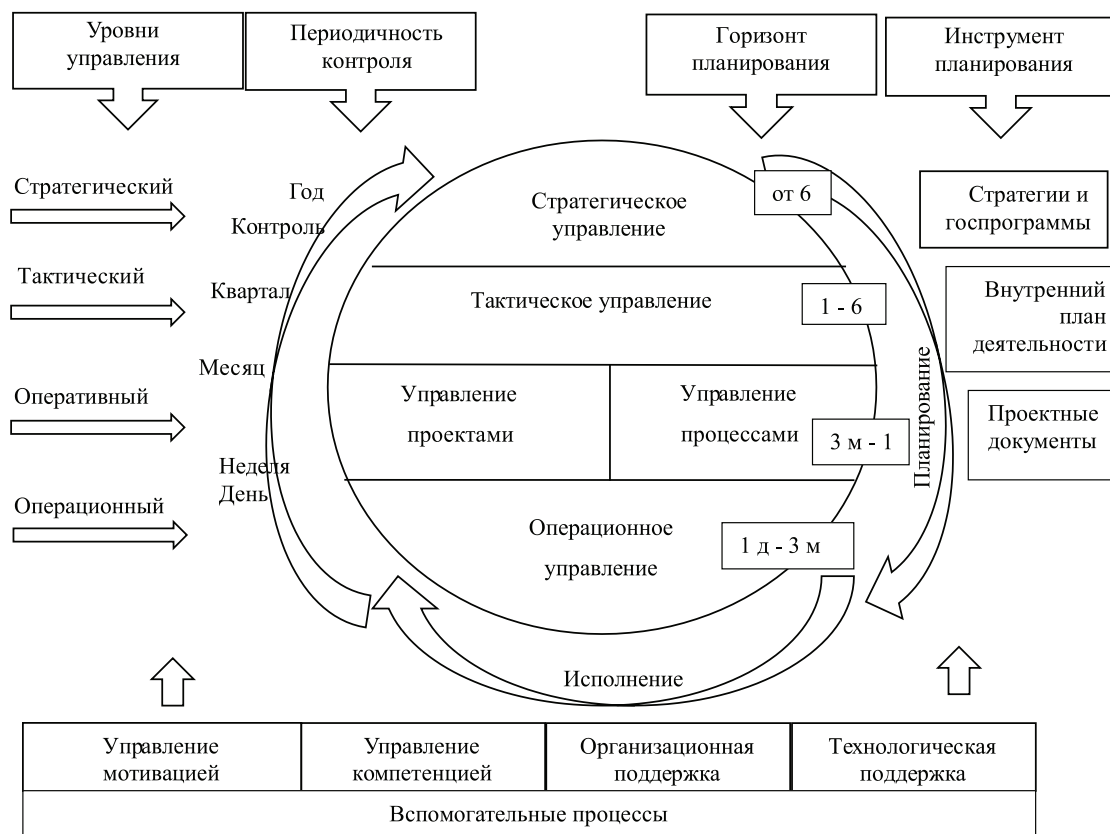 Уровни
управления
Периодичность
контроля
Горизонт
планирования
Инструмент
планирования
Стратегический
Тактический
Оперативный
Операционный
Год
Контроль
Квартал
Месяц
Неделя
День
Стратегическое
управление
Тактическое управление
Управление
проектами
Управление
процессами
Операционное
управление
от 6
1 - 6
3 м - 1
1 д - 3 м
Планирование
Стратегии и
госпрограммы
Внутренний
план
деятельности
Проектные
документы
Исполнение
Управление
мотивацией
Управление
компетенцией
Организационная
поддержка
Технологическая
поддержка
Вспомогательные процессы